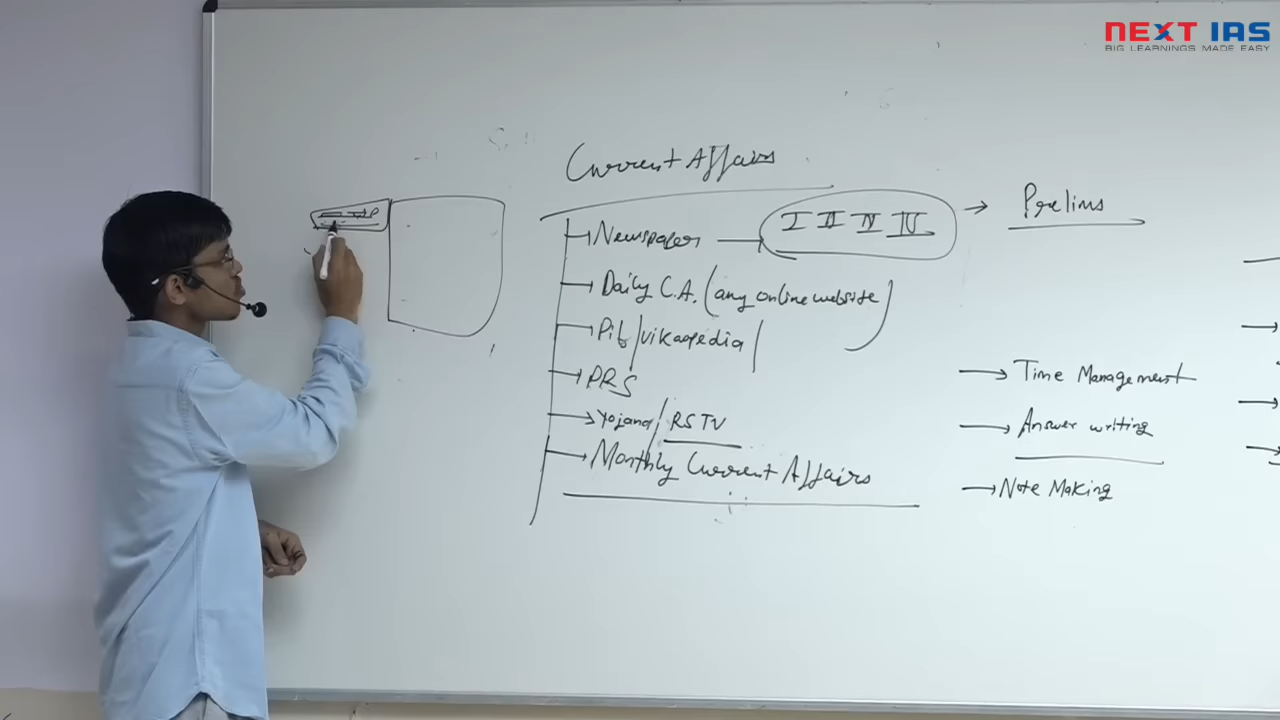 NEXT IAS
BIG LEARNINGS MADE EASY
Current Affairs
Newspaper I II IV IV → Prelims
→ Daily C.A. (any online website)
→ Pib/vikaspedia/
→ PRS
→ Yojana/RSTV
→ Monthly Current Affairs
→ Time Management
→ Answer writing
→ Note Making